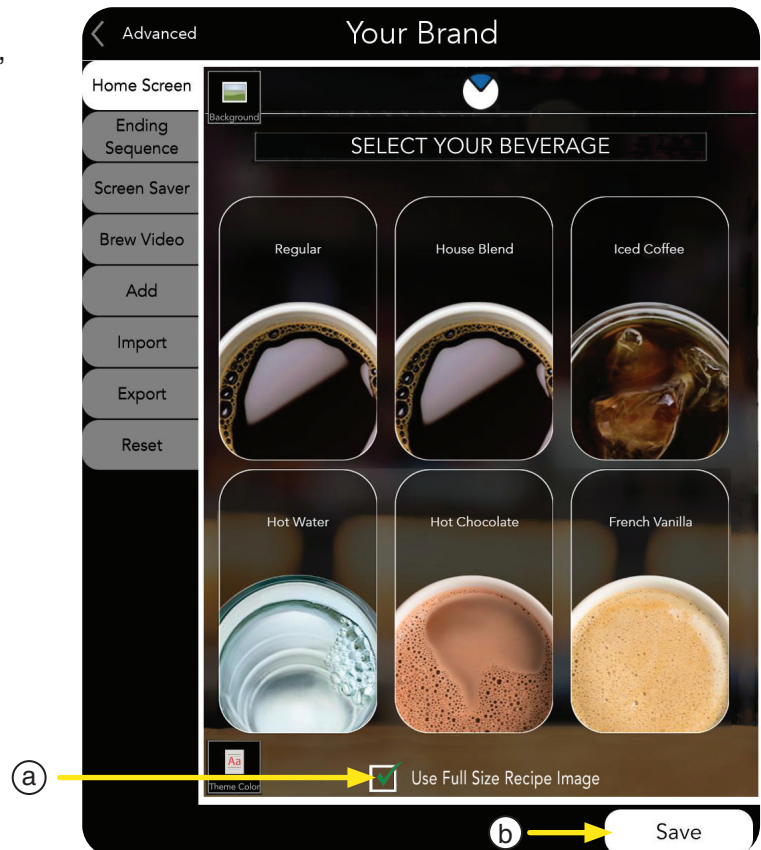 ,
Advanced
Your Brand
Home Screen
Ending
Sequence
Screen Saver
Brew Video
Add
Import
Export
Reset
Background
SELECT YOUR BEVERAGE
Regular
House Blend
Iced Coffee
Hot Water
Hot Chocolate
French Vanilla
Aa
Theme Color
a
Use Full Size Recipe Image
b
Save